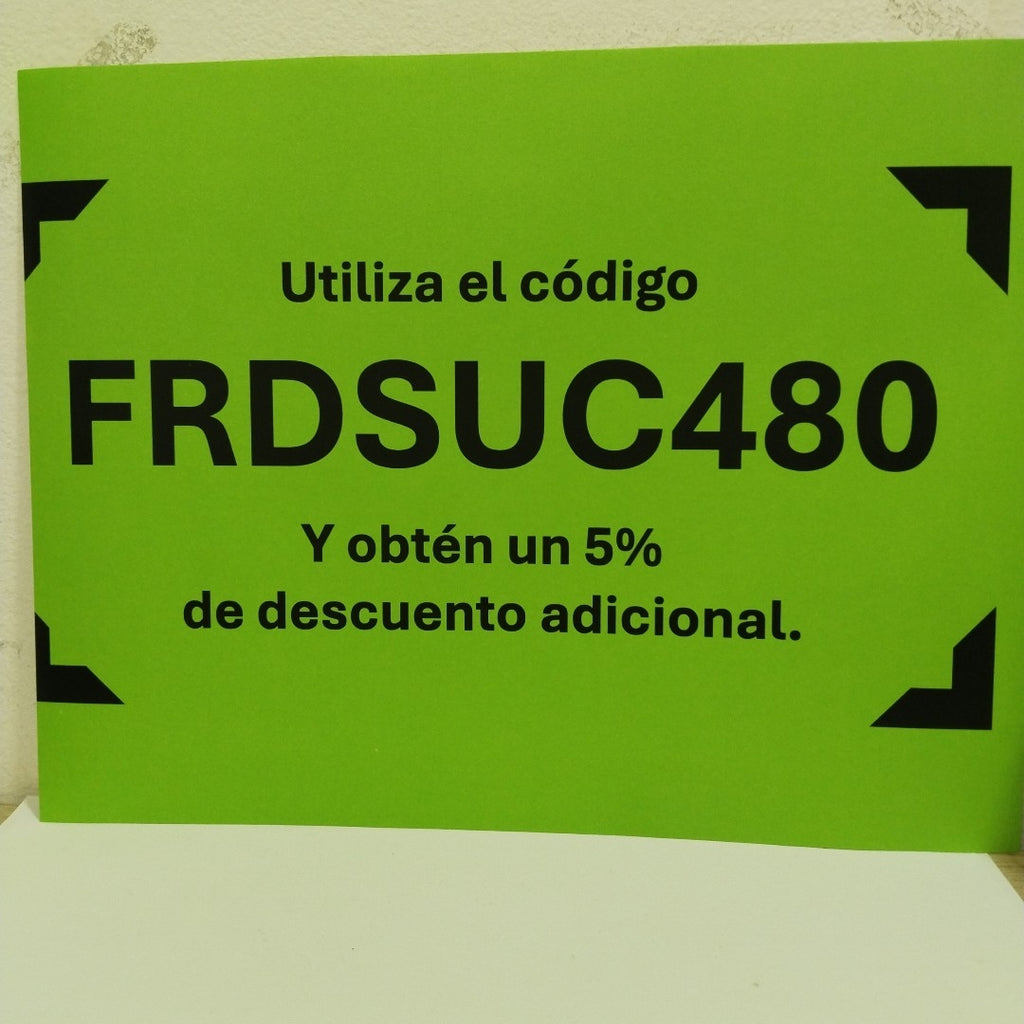 Utiliza el código
FRDSUC480
Y obtén un 5%
de descuento adicional.